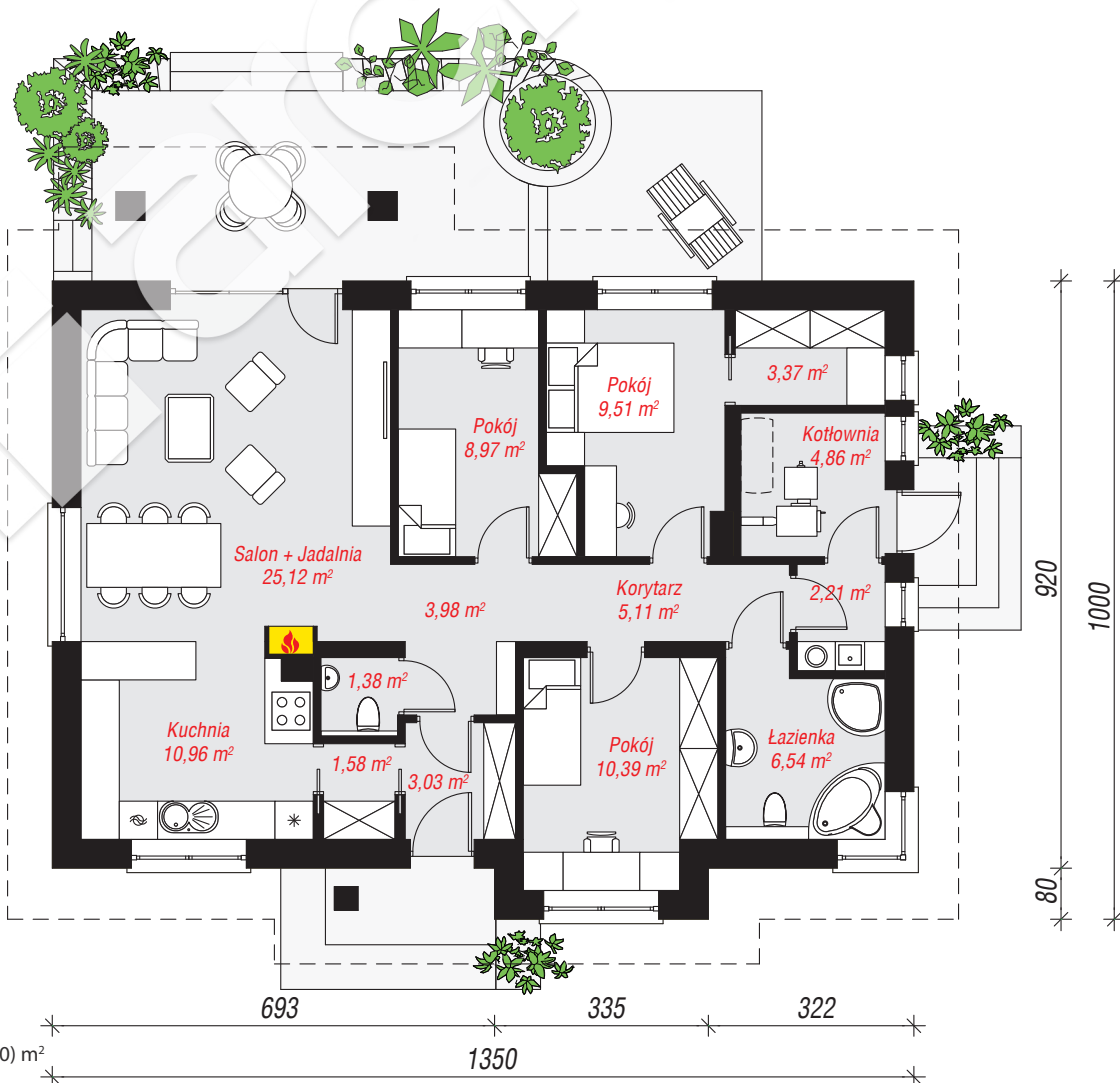 3,37 m²
Pokój
9,51 m²
Pokój
8,97 m²
Kotłownia
4,86 m²
Salon + Jadalnia
25,12 m²
3,98 m²
Korytarz
5,11 m²
2,21 m²
1,38 m²
Kuchnia
10,96 m²
1,58 m²
3,03 m²
Pokój
10,39 m²
Łazienka
6,54 m²
920
1000
80
693
335
322
0) m²
1350